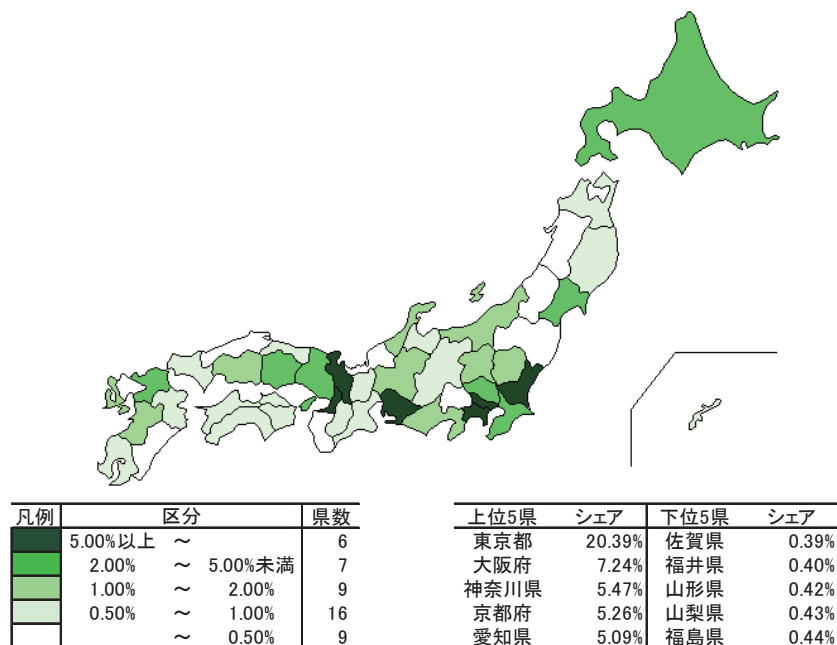 凡例 区分 県数
5.00%以上 ～ 6
2.00% ～ 5.00%未満 7
1.00% ～ 2.00% 9
0.50% ～ 1.00% 16
～ 0.50% 9
上位5県 シェア 下位5県 シェア
東京都 20.39% 佐賀県 0.39%
大阪府 7.24% 福井県 0.40%
神奈川県 5.47% 山形県 0.42%
京都府 5.26% 山梨県 0.43%
愛知県 5.09% 福島県 0.44%